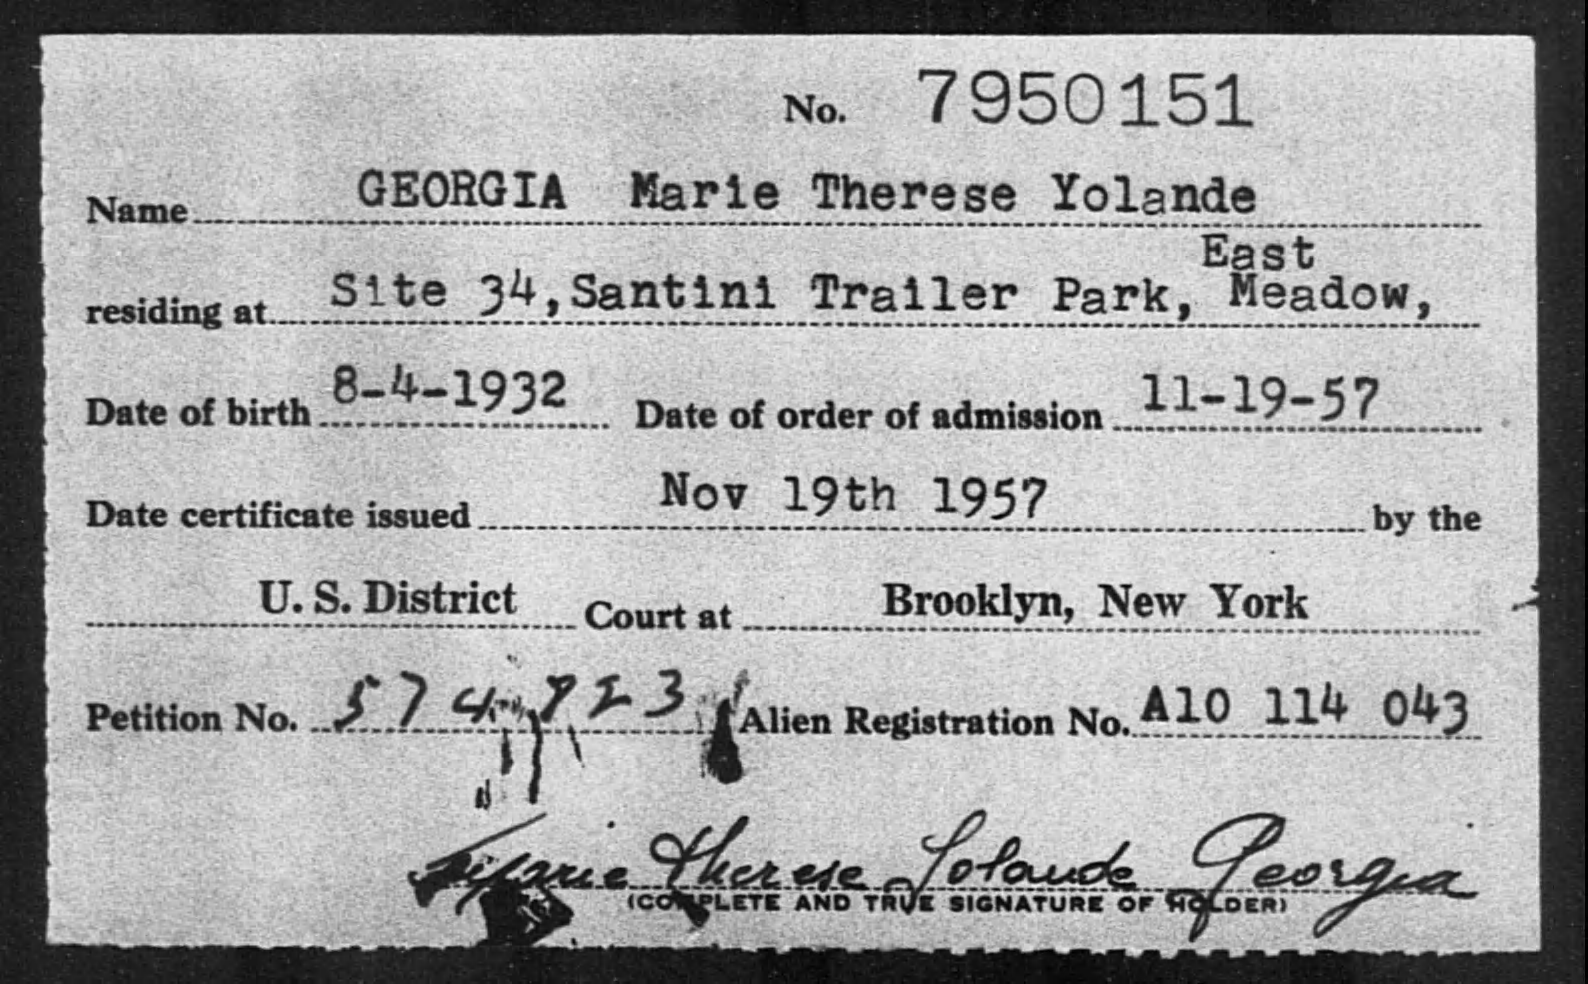 No. 7950151
Name GEORGIA Marie Therese Yolande
East
residing at Site 34, Santini Trailer Park, Meadow,
Date of birth 8-4-1932 Date of order of admission 11-19-57
Date certificate issued Nov 19th 1957 by the
U. S. District Court at Brooklyn, New York
Petition No. 574823 Alien Registration No. A10 114 043
Marie Therese Yolande Georgia
(COMPLETE AND TRUE SIGNATURE OF HOLDER)